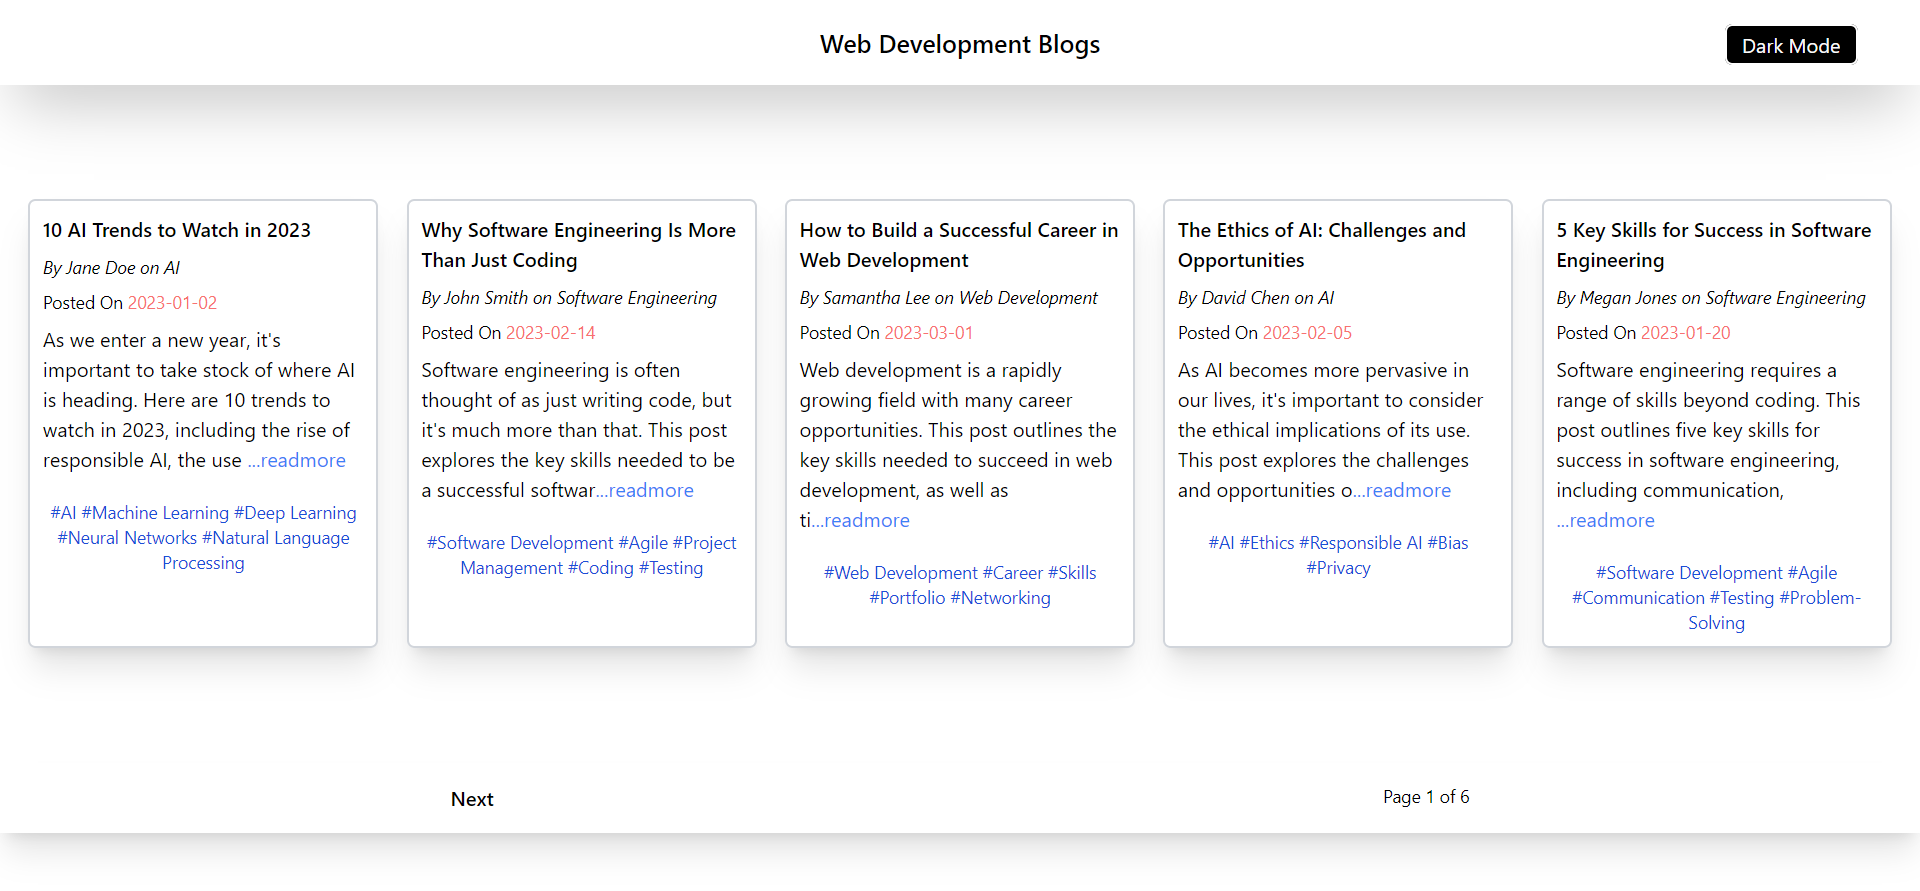 Web Development Blogs
Dark Mode
10 AI Trends to Watch in 2023
By Jane Doe on AI
Posted On 2023-01-02
As we enter a new year, it's
important to take stock of where AI
is heading. Here are 10 trends to
watch in 2023, including the rise of
responsible AI, the use ...readmore
#AI #Machine Learning #Deep Learning
#Neural Networks #Natural Language
Processing
Why Software Engineering Is More
Than Just Coding
By John Smith on Software Engineering
Posted On 2023-02-14
Software engineering is often
thought of as just writing code, but
it's much more than that. This post
explores the key skills needed to be
a successful softwar...readmore
#Software Development #Agile #Project
Management #Coding #Testing
How to Build a Successful Career in
Web Development
By Samantha Lee on Web Development
Posted On 2023-03-01
Web development is a rapidly
growing field with many career
opportunities. This post outlines the
key skills needed to succeed in web
development, as well as
ti...readmore
#Web Development #Career #Skills
#Portfolio #Networking
The Ethics of AI: Challenges and
Opportunities
By David Chen on AI
Posted On 2023-02-05
As AI becomes more pervasive in
our lives, it's important to consider
the ethical implications of its use.
This post explores the challenges
and opportunities o...readmore
#AI #Ethics #Responsible AI #Bias
#Privacy
5 Key Skills for Success in Software
Engineering
By Megan Jones on Software Engineering
Posted On 2023-01-20
Software engineering requires a
range of skills beyond coding. This
post outlines five key skills for
success in software engineering,
including communication,
...readmore
#Software Development #Agile
#Communication #Testing #Problem-
Solving
Next
Page 1 of 6